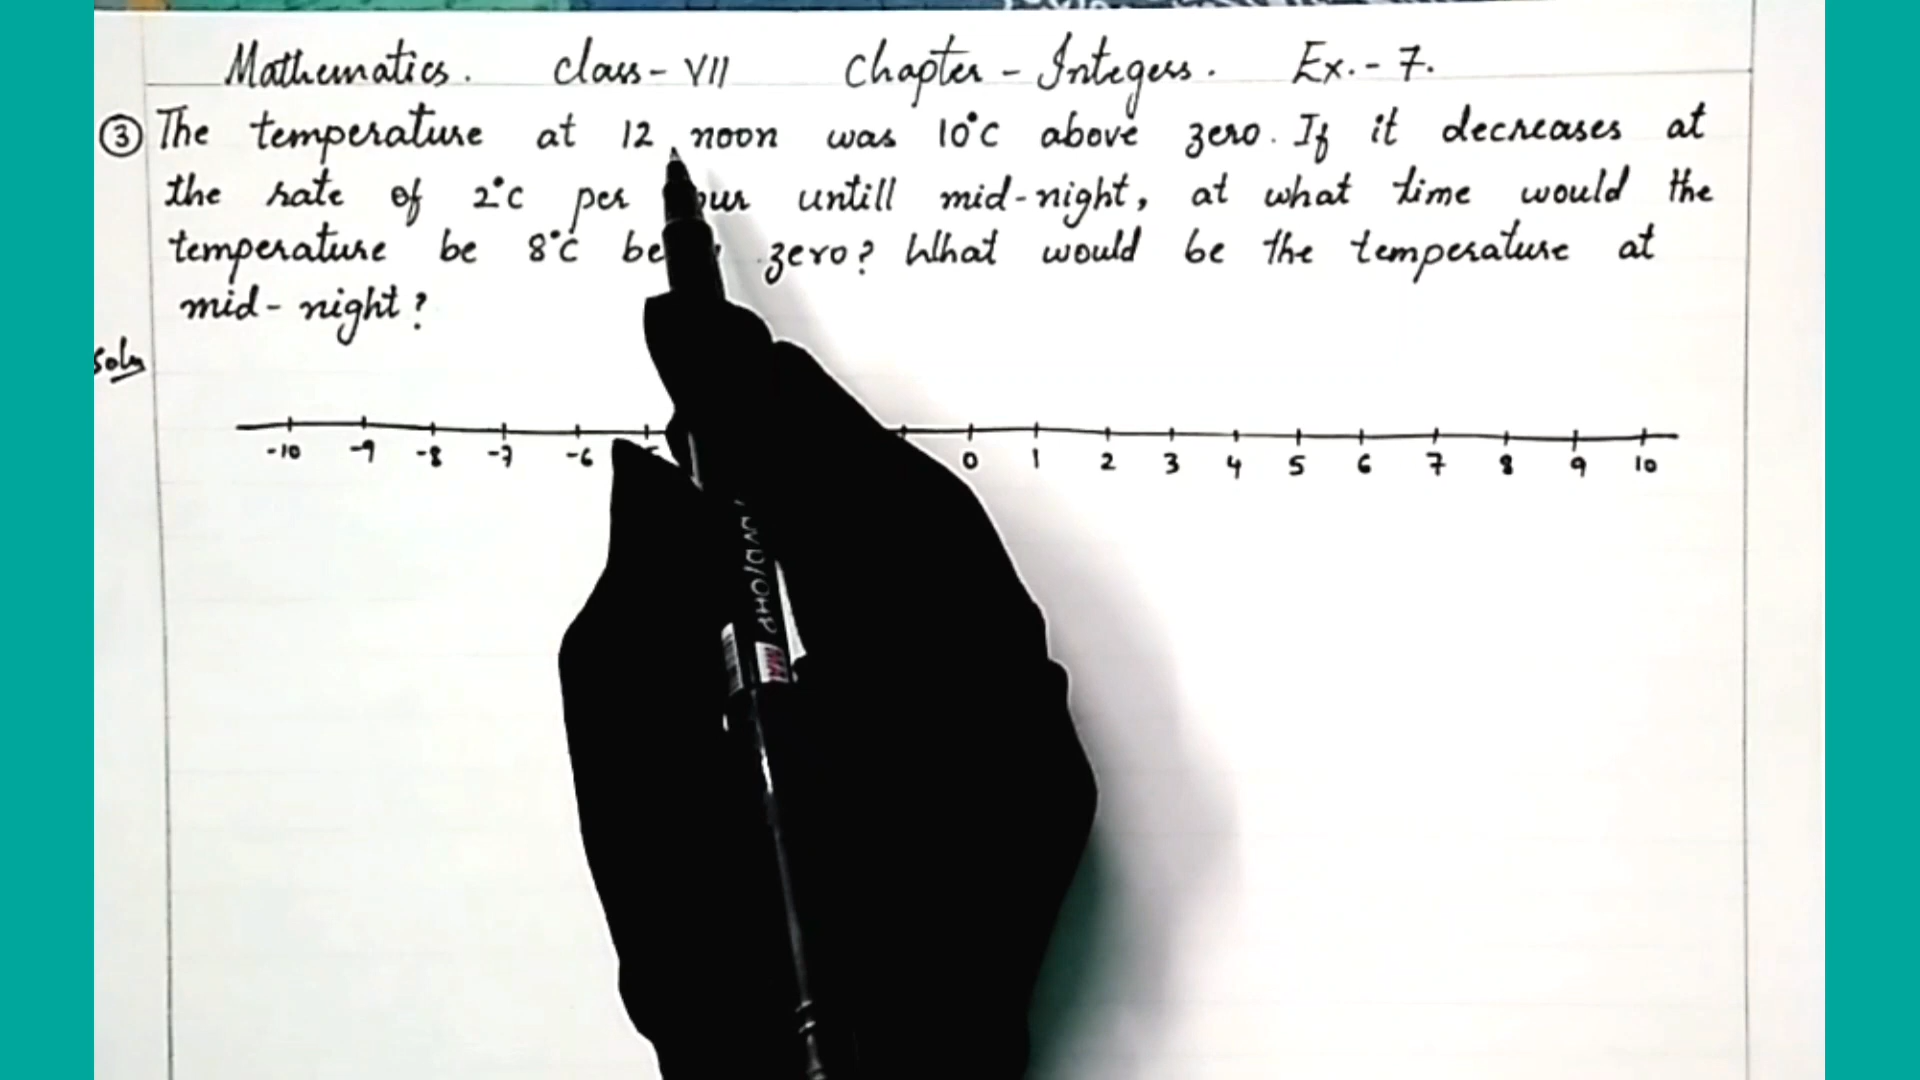 Mathematics. Class-VII Chapter-Integers. Ex.-7.
③ The temperature at 12 noon was 10°C above zero. If it decreases at
the rate of 2°C per untill mid-night, at what time would the
temperature be 8°C zero? What would be the temperature at
mid-night?
Soln
-10 -9 -8 -7 -6 0 1 2 3 4 5 6 7 8 9 10